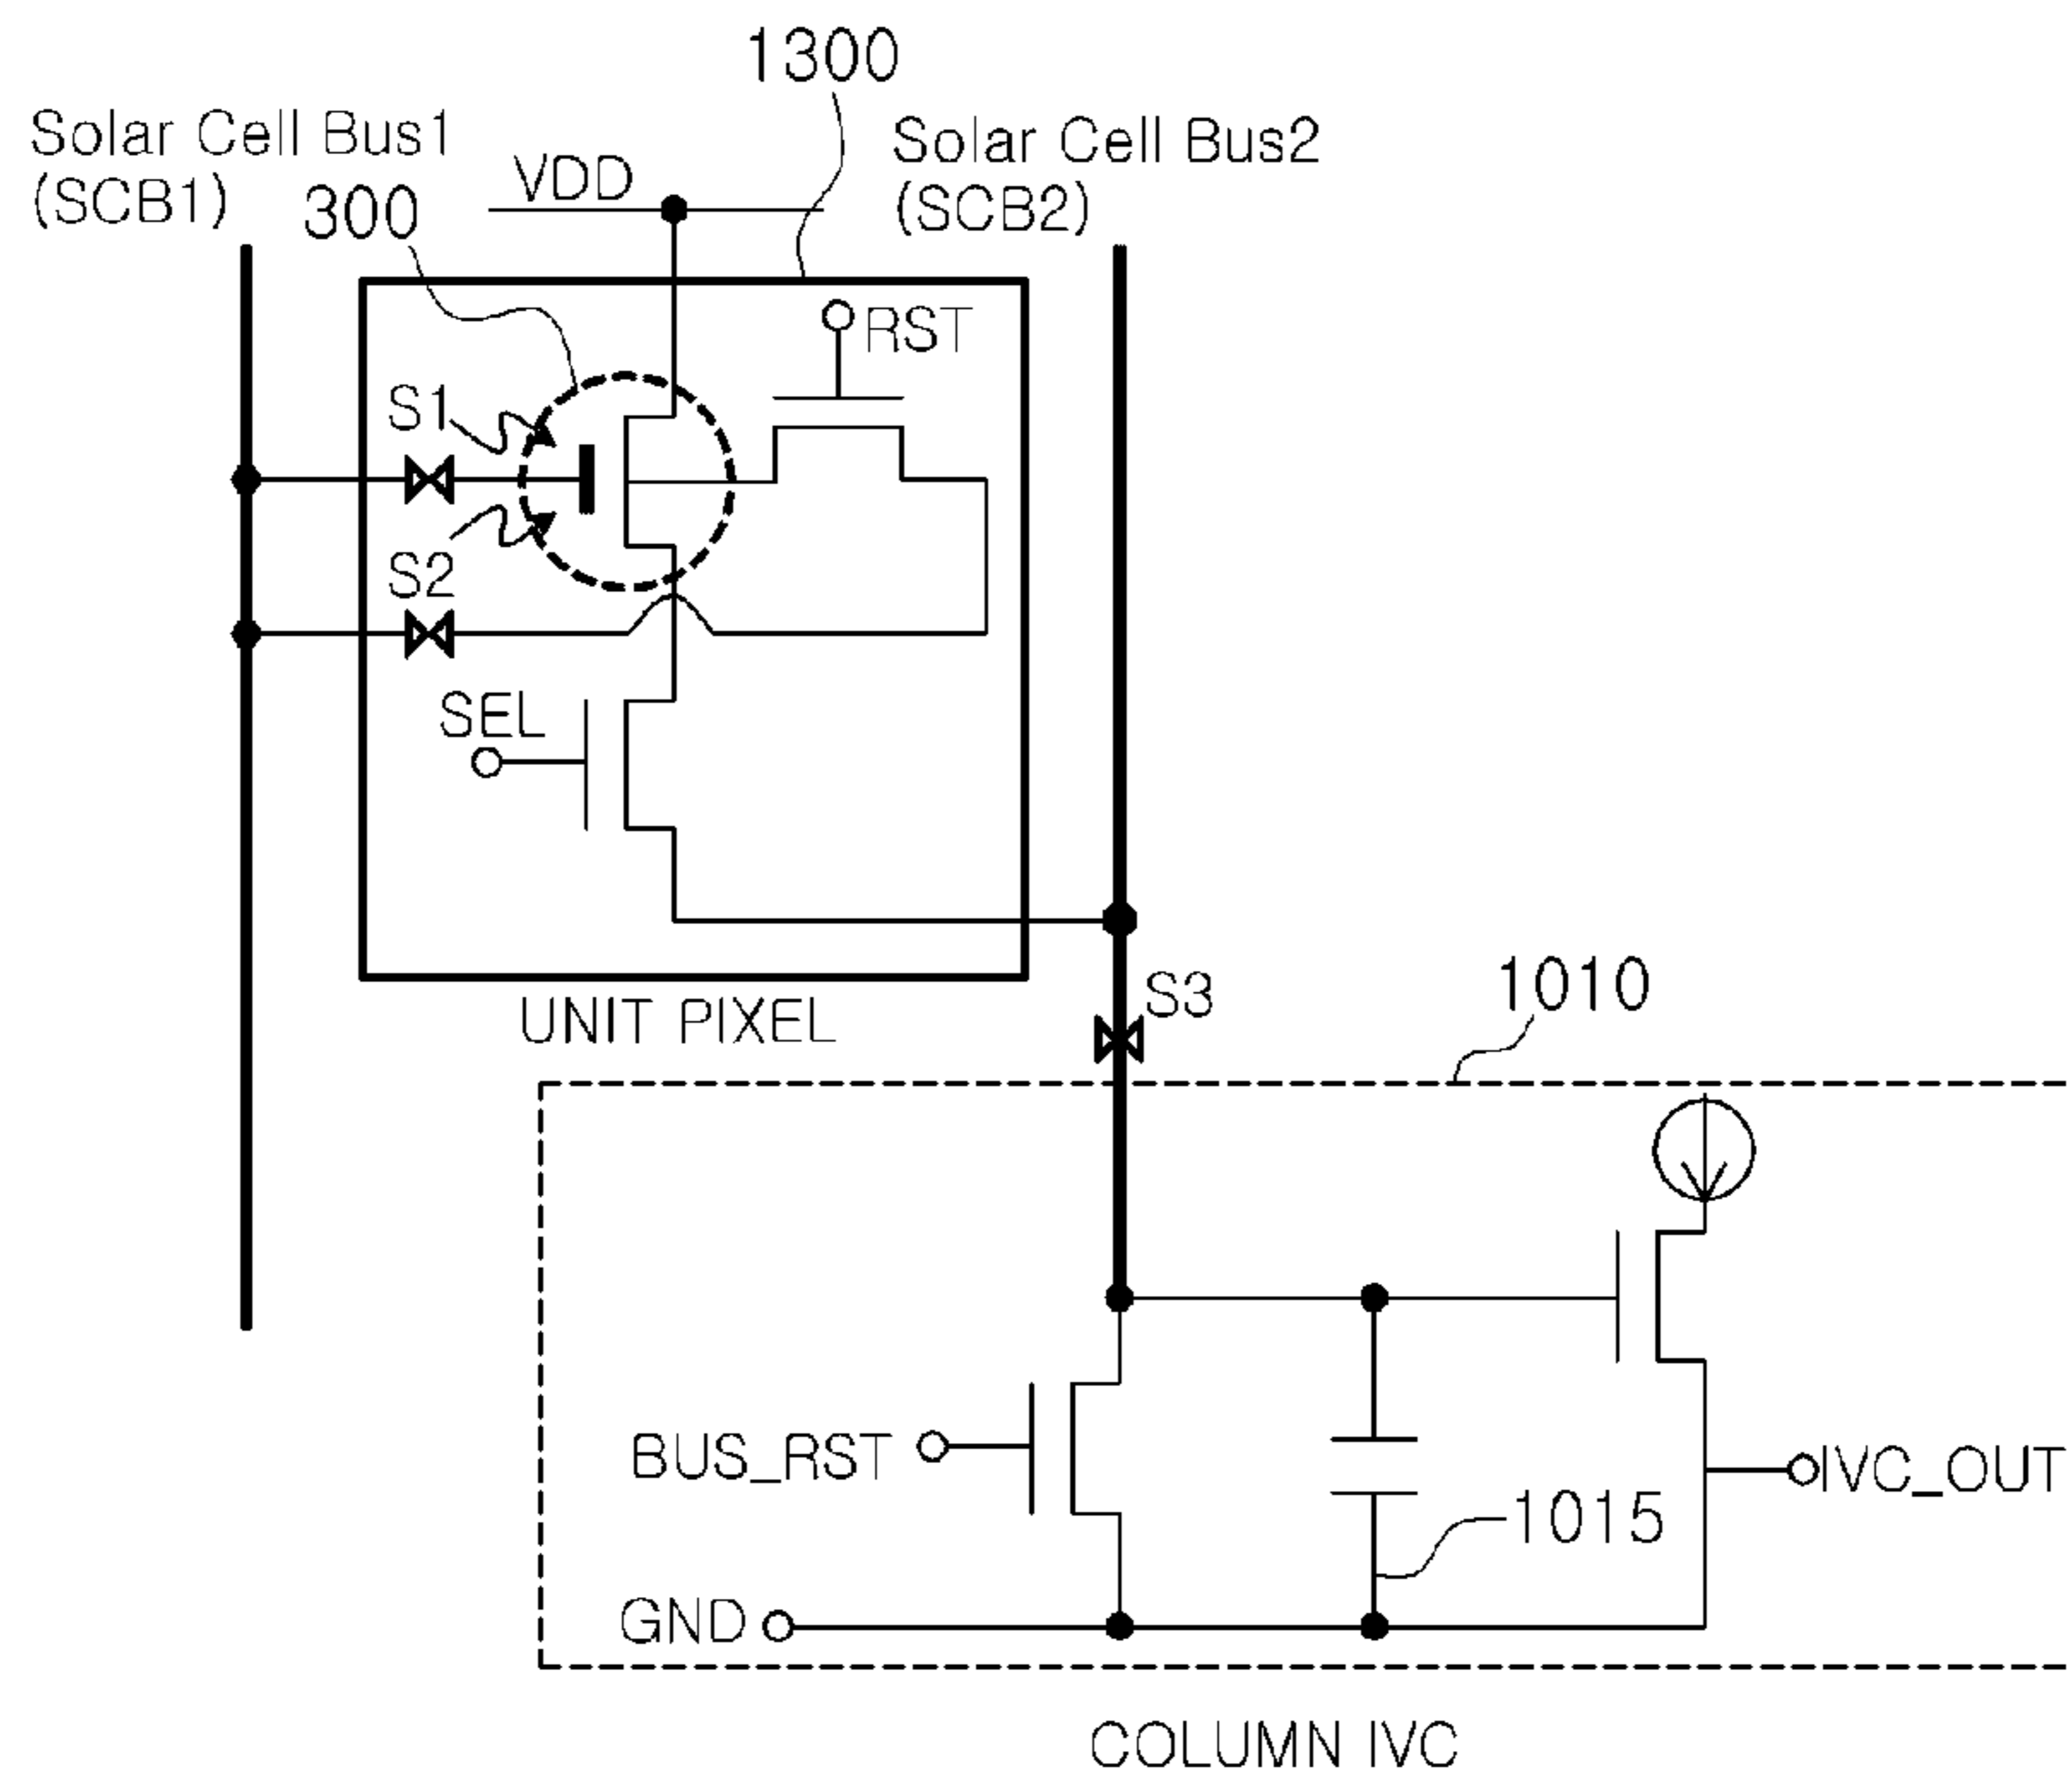 1300
Solar Cell Bus1
(SCB1)
Solar Cell Bus2
(SCB2)
VDD
300
RST
S1
S2
SEL
UNIT PIXEL
S3
1010
BUS_RST
IVC_OUT
1015
GND
COLUMN IVC